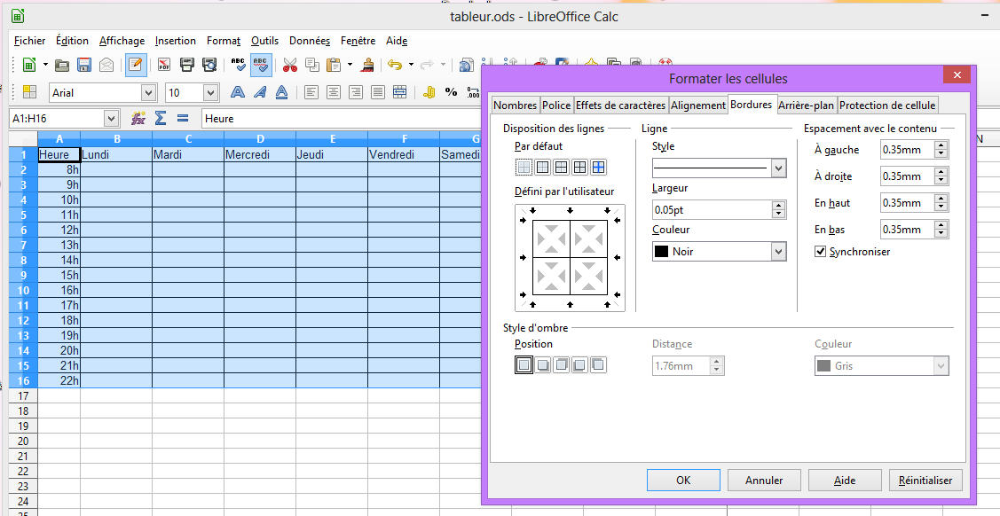 tableur.ods - LibreOffice Calc
Fichier Édition Affichage Insertion Format Outils Données Fenêtre Aide
Arial 10 %
A1:H16 Heure
A B C D E F G N
1 Heure Lundi Mardi Mercredi Jeudi Vendredi Samedi
2 8h
3 9h
4 10h
5 11h
6 12h
7 13h
8 14h
9 15h
10 16h
11 17h
12 18h
13 19h
14 20h
15 21h
16 22h
17
18
19
20
21
22
23
24
25
Formater les cellules
Nombres Police Effets de caractères Alignement Bordures Arrière-plan Protection de cellule
Disposition des lignes
Par défaut
Défini par l'utilisateur
Ligne
Style
Largeur
0.05pt
Couleur
Noir
Espacement avec le contenu
À gauche 0.35mm
À droite 0.35mm
En haut 0.35mm
En bas 0.35mm
Synchroniser
Style d'ombre
Position
Distance
1.76mm
Couleur
Gris
OK Annuler Aide Réinitialiser